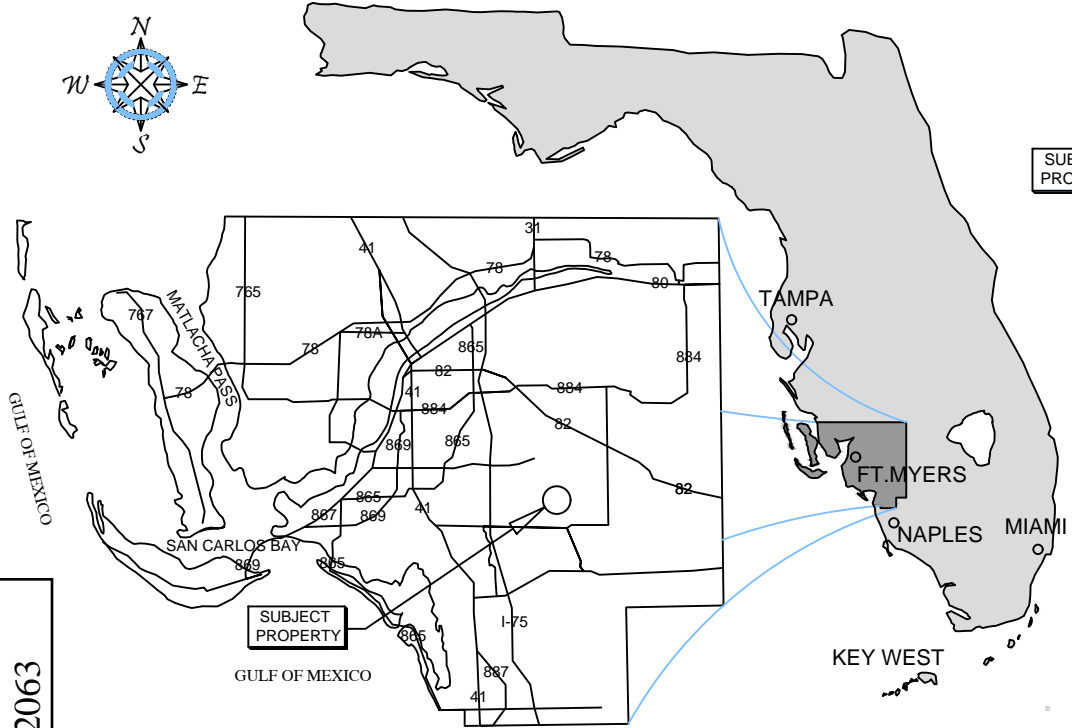 N
W E
S
SUB
PRO
31
41
78
78
80
765
TAMPA
767
MATLACHA PASS
78A
78
865
884
82
78
41
884
884
82
GULF OF MEXICO
869
865
FT.MYERS
82
865
41
867
869
NAPLES
MIAMI
SAN CARLOS BAY
869
865
SUBJECT
PROPERTY
I-75
865
KEY WEST
GULF OF MEXICO
887
41
2063